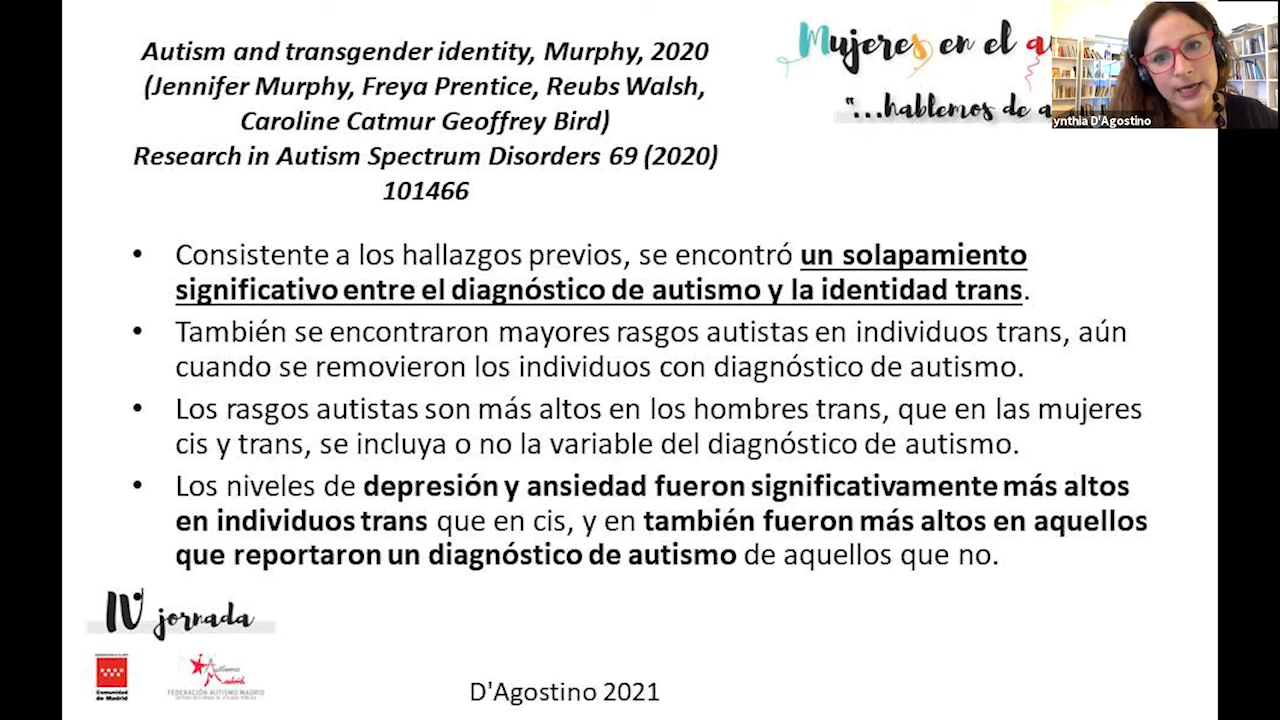 Autism and transgender identity, Murphy, 2020
(Jennifer Murphy, Freya Prentice, Reubs Walsh,
Caroline Catmur Geoffrey Bird)
Research in Autism Spectrum Disorders 69 (2020)
101466
Mujeres en el
"...hablemos de
ynthia D'Agostino
• Consistente a los hallazgos previos, se encontró un solapamiento
significativo entre el diagnóstico de autismo y la identidad trans.
• También se encontraron mayores rasgos autistas en individuos trans, aún
cuando se removieron los individuos con diagnóstico de autismo.
• Los rasgos autistas son más altos en los hombres trans, que en las mujeres
cis y trans, se incluya o no la variable del diagnóstico de autismo.
• Los niveles de depresión y ansiedad fueron significativamente más altos
en individuos trans que en cis, y en también fueron más altos en aquellos
que reportaron un diagnóstico de autismo de aquellos que no.
IV jornada
Comunidad
de Madrid
Autismo
Madrid
FEDERACIÓN AUTISMO MADRID
D'Agostino 2021